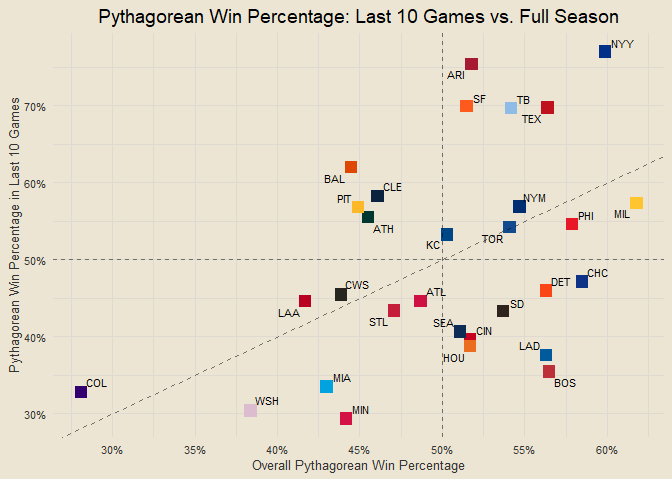 Pythagorean Win Percentage: Last 10 Games vs. Full Season
NYY
ARI
SF
TB
TEX
70%
BAL
CLE
PIT
ATH
60%
NYM
PHI
MIL
KC
TOR
50%
Pythagorean Win Percentage in Last 10 Games
CWS
LAA
ATL
STL
SEA
CIN
HOU
SD
DET
CHC
LAD
BOS
40%
COL
WSH
MIA
MIN
30%
30%
35%
40%
45%
50%
55%
60%
Overall Pythagorean Win Percentage